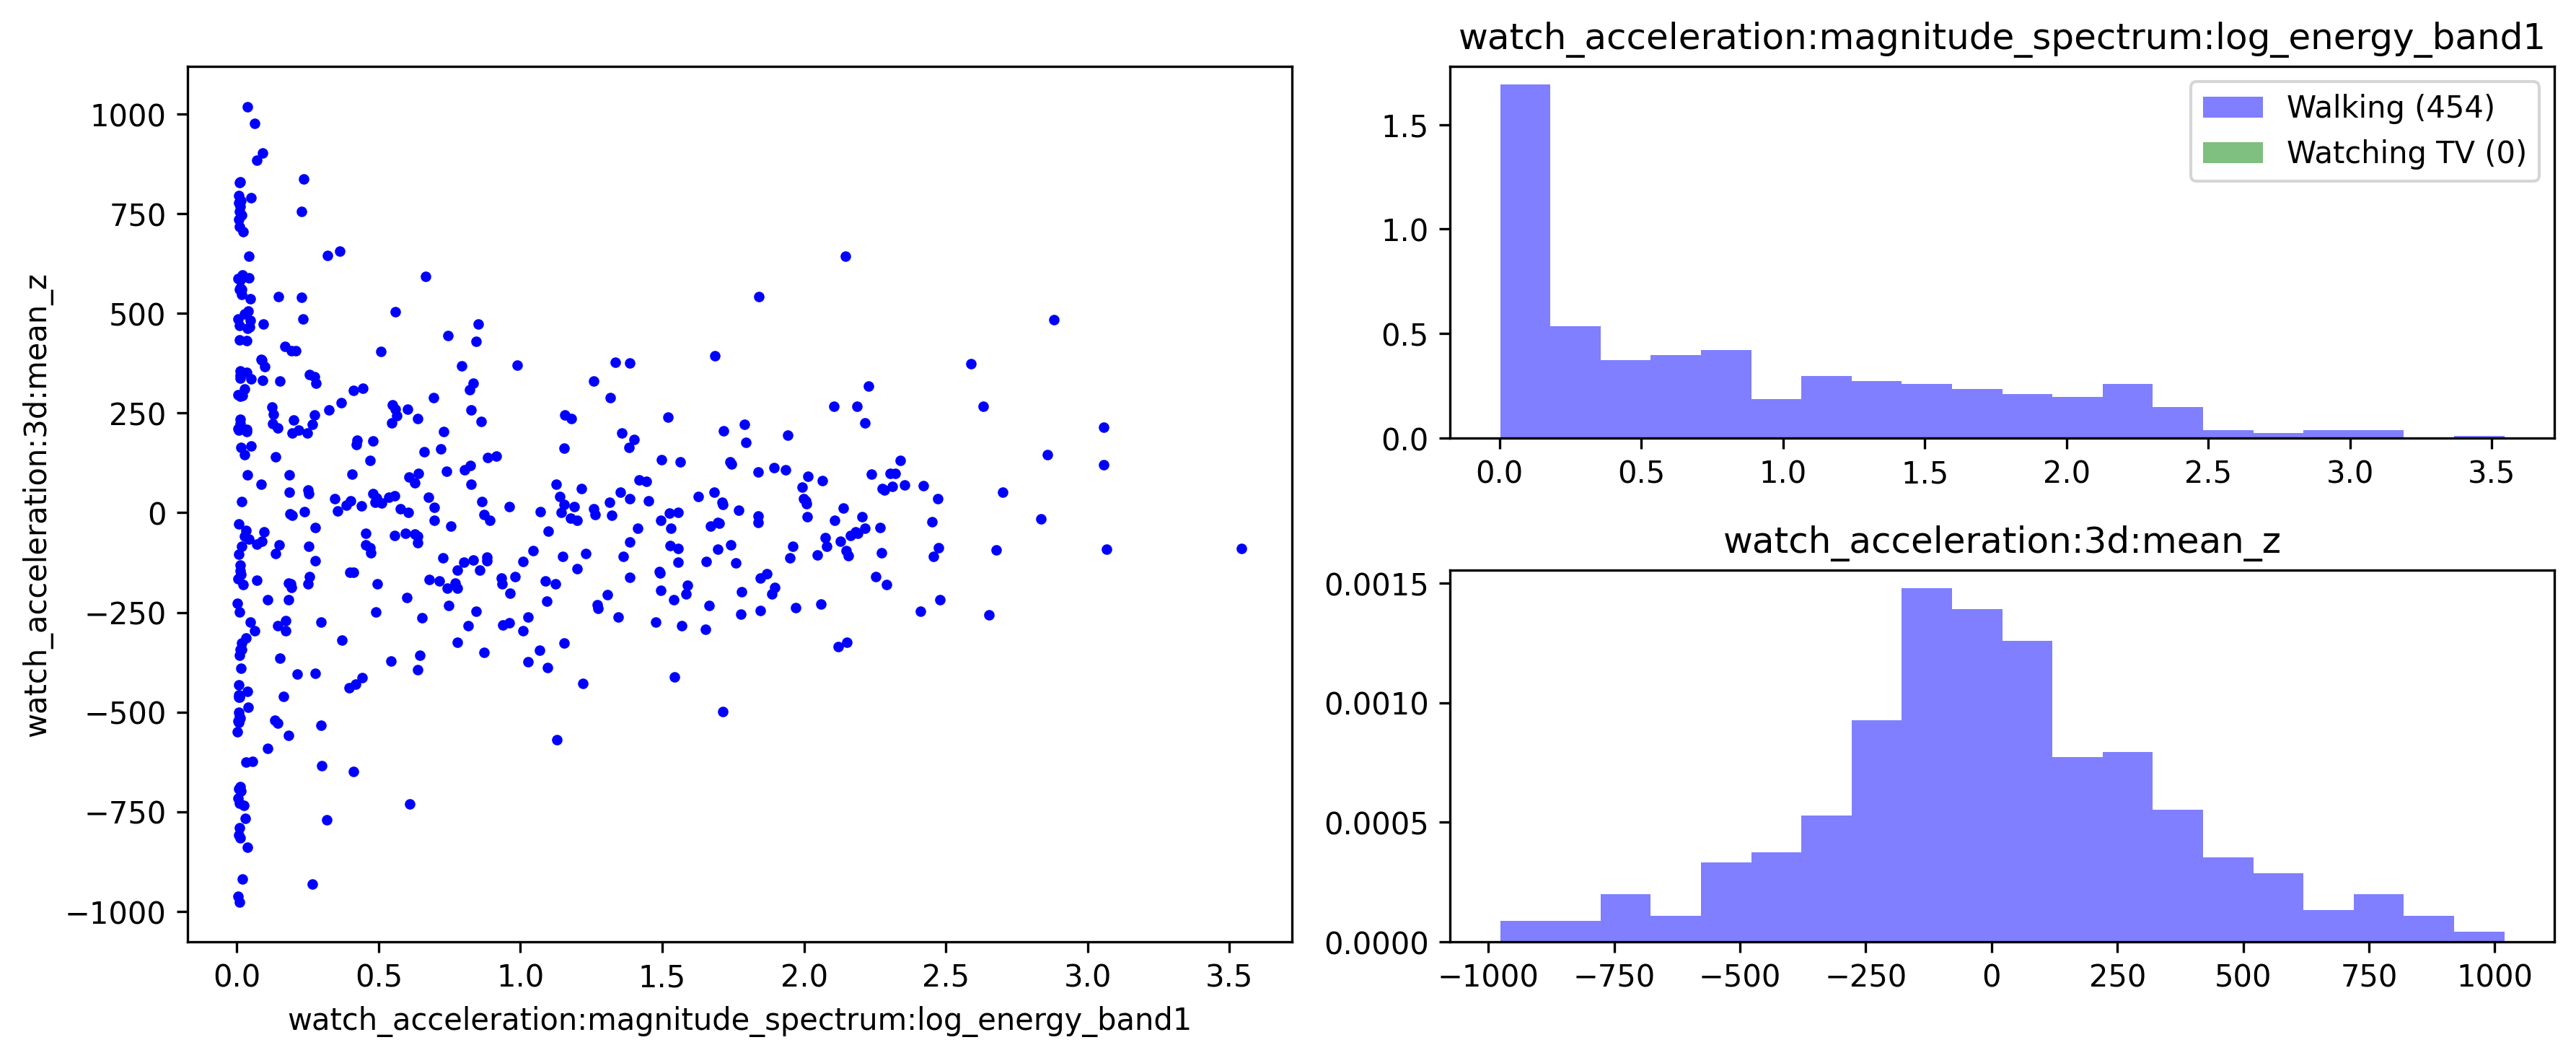 1000
750
500
250
0
−250
−500
−750
−1000
watch_acceleration:3d:mean_z
0.0 0.5 1.0 1.5 2.0 2.5 3.0 3.5
watch_acceleration:magnitude_spectrum:log_energy_band1
watch_acceleration:magnitude_spectrum:log_energy_band1
Walking (454)
Watching TV (0)
1.5
1.0
0.5
0.0
0.0 0.5 1.0 1.5 2.0 2.5 3.0 3.5
watch_acceleration:3d:mean_z
0.0015
0.0010
0.0005
0.0000
−1000 −750 −500 −250 0 250 500 750 1000